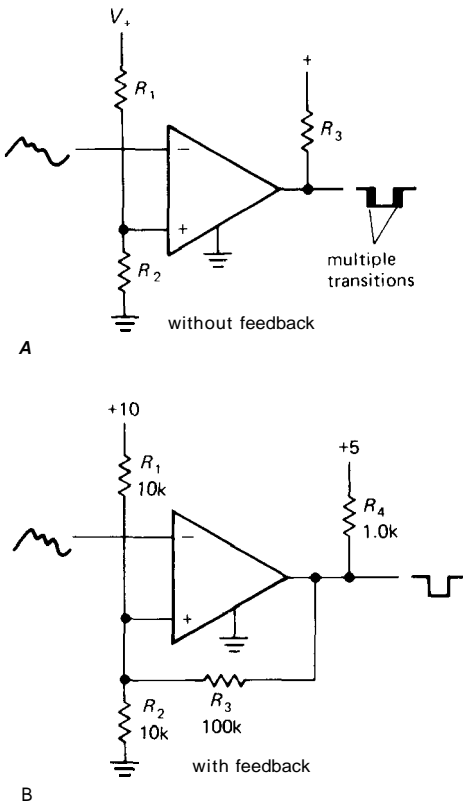 V+
R1
+
R3
−
+
R2
multiple
transitions
without feedback
A
+10
+5
R1
10k
R4
1.0k
−
+
R2
10k
R3
100k
with feedback
B